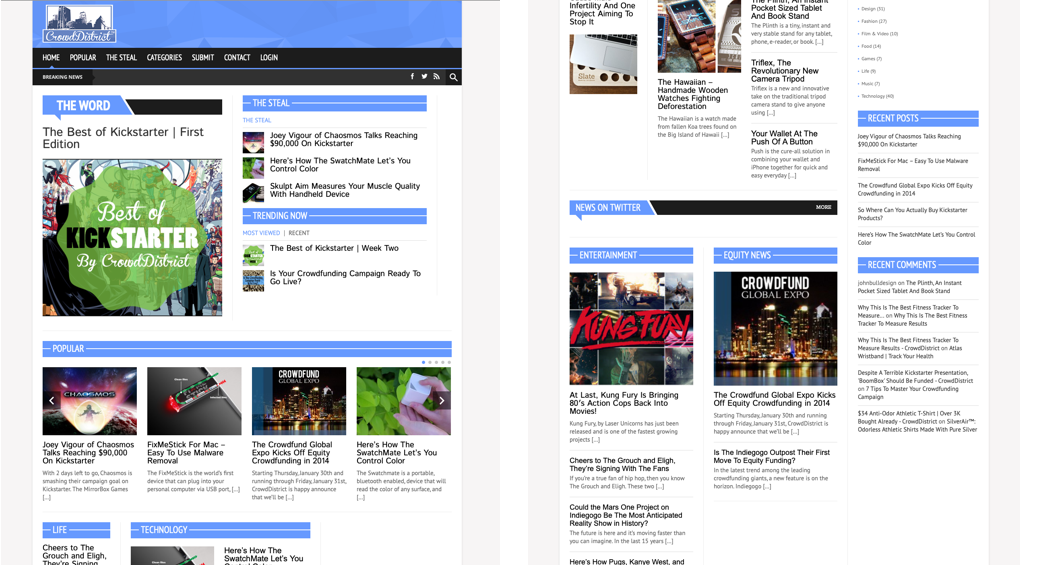 CrowdDistrict
HOME POPULAR THE STEAL CATEGORIES SUBMIT CONTACT LOGIN
BREAKING NEWS
THE WORD
The Best of Kickstarter | First
Edition
Best of
KICKSTARTER
By CrowdDistrict
THE STEAL
THE STEAL
Joey Vigour of Chaosmos Talks Reaching
$90,000 On Kickstarter
Here's How The SwatchMate Let's You
Control Color
Skulpt Aim Measures Your Muscle Quality
With Handheld Device
TRENDING NOW
MOST VIEWED | RECENT
The Best of Kickstarter | Week Two
Is Your Crowdfunding Campaign Ready To
Go Live?
POPULAR
CHAOSMOS
CROWDFUND
GLOBAL EXPO
Joey Vigour of Chaosmos
Talks Reaching $90,000
On Kickstarter
With 2 days left to go, Chaosmos is
smashing their campaign goal on
Kickstarter. The MirrorBox Games
[...]
FixMeStick For Mac –
Easy To Use Malware
Removal
The FixMeStick is the world's first
device that can plug into your
personal computer via USB port, [...]
The Crowdfund Global
Expo Kicks Off Equity
Crowdfunding in 2014
Starting Thursday, January 30th and
running through Friday, January 31st,
CrowdDistrict is happy announce
that we'll be [...]
Here's How The
SwatchMate Let's You
Control Color
The Swatchmate is a portable,
bluetooth enabled, device that will
read the color of any surface, and
[...]
LIFE
Cheers to The
Grouch and Eligh,
They're Signing
TECHNOLOGY
Here's How The
SwatchMate Let's You
Control Color
Infertility And One
Project Aiming To
Stop It
Slate
The Hawaiian –
Handmade Wooden
Watches Fighting
Deforestation
The Hawaiian is a watch made
from fallen Koa trees found on
the Big Island of Hawaii [...]
The Plinth, An Instant
Pocket Sized Tablet
And Book Stand
The Plinth is a tiny, instant and
very stable stand for any tablet,
phone, e-reader, or book. [...]
Triflex, The
Revolutionary New
Camera Tripod
Triflex is a new and innovative
take on the traditional tripod
camera stand to give anyone
using [...]
Your Wallet At The
Push Of A Button
Push is the cure-all solution in
combining your wallet and
iPhone together for quick and
easy everyday [...]
NEWS ON TWITTER
MORE
ENTERTAINMENT
KUNG FURY
At Last, Kung Fury Is Bringing
80's Action Cops Back Into
Movies!
Kung Fury, by Laser Unicorns has just been
released and is one of the fastest growing
projects [...]
Cheers to The Grouch and Eligh,
They're Signing With The Fans
If you're a true fan of hip hop, then you know
The Grouch and Eligh. These two [...]
Could the Mars One Project on
Indiegogo Be The Most Anticipated
Reality Show in History?
The future is here and it's moving faster than
you can imagine. In the last 15 years [...]
Here's How Pugs, Kanye West, and
EQUITY NEWS
CROWDFUND
GLOBAL EXPO
The Crowdfund Global Expo Kicks
Off Equity Crowdfunding in 2014
Starting Thursday, January 30th and running
through Friday, January 31st, CrowdDistrict is
happy announce that we'll be [...]
Is The Indiegogo Outpost Their First
Move To Equity Funding?
In the latest trend among the leading
crowdfunding giants, a new feature is on the
horizon. Indiegogo [...]
Design (31)
Fashion (27)
Film & Video (10)
Food (14)
Games (7)
Life (9)
Music (7)
Technology (40)
RECENT POSTS
Joey Vigour of Chaosmos Talks Reaching
$90,000 On Kickstarter
FixMeStick For Mac – Easy To Use Malware
Removal
The Crowdfund Global Expo Kicks Off Equity
Crowdfunding in 2014
So Where Can You Actually Buy Kickstarter
Products?
Here's How The SwatchMate Let's You Control
Color
RECENT COMMENTS
johnbulldesign on The Plinth, An Instant
Pocket Sized Tablet And Book Stand
Why This Is The Best Fitness Tracker To
Measure... on Why This Is The Best Fitness
Tracker To Measure Results
Why This Is The Best Fitness Tracker To
Measure Results - CrowdDistrict on Atlas
Wristband | Track Your Health
Despite A Terrible Kickstarter Presentation,
'BoomBox' Should Be Funded - CrowdDistrict
on 7 Tips To Master Your Crowdfunding
Campaign
$34 Anti-Odor Athletic T-Shirt | Over 3K
Bought Already - CrowdDistrict on SilverAir™:
Odorless Athletic Shirts Made With Pure Silver